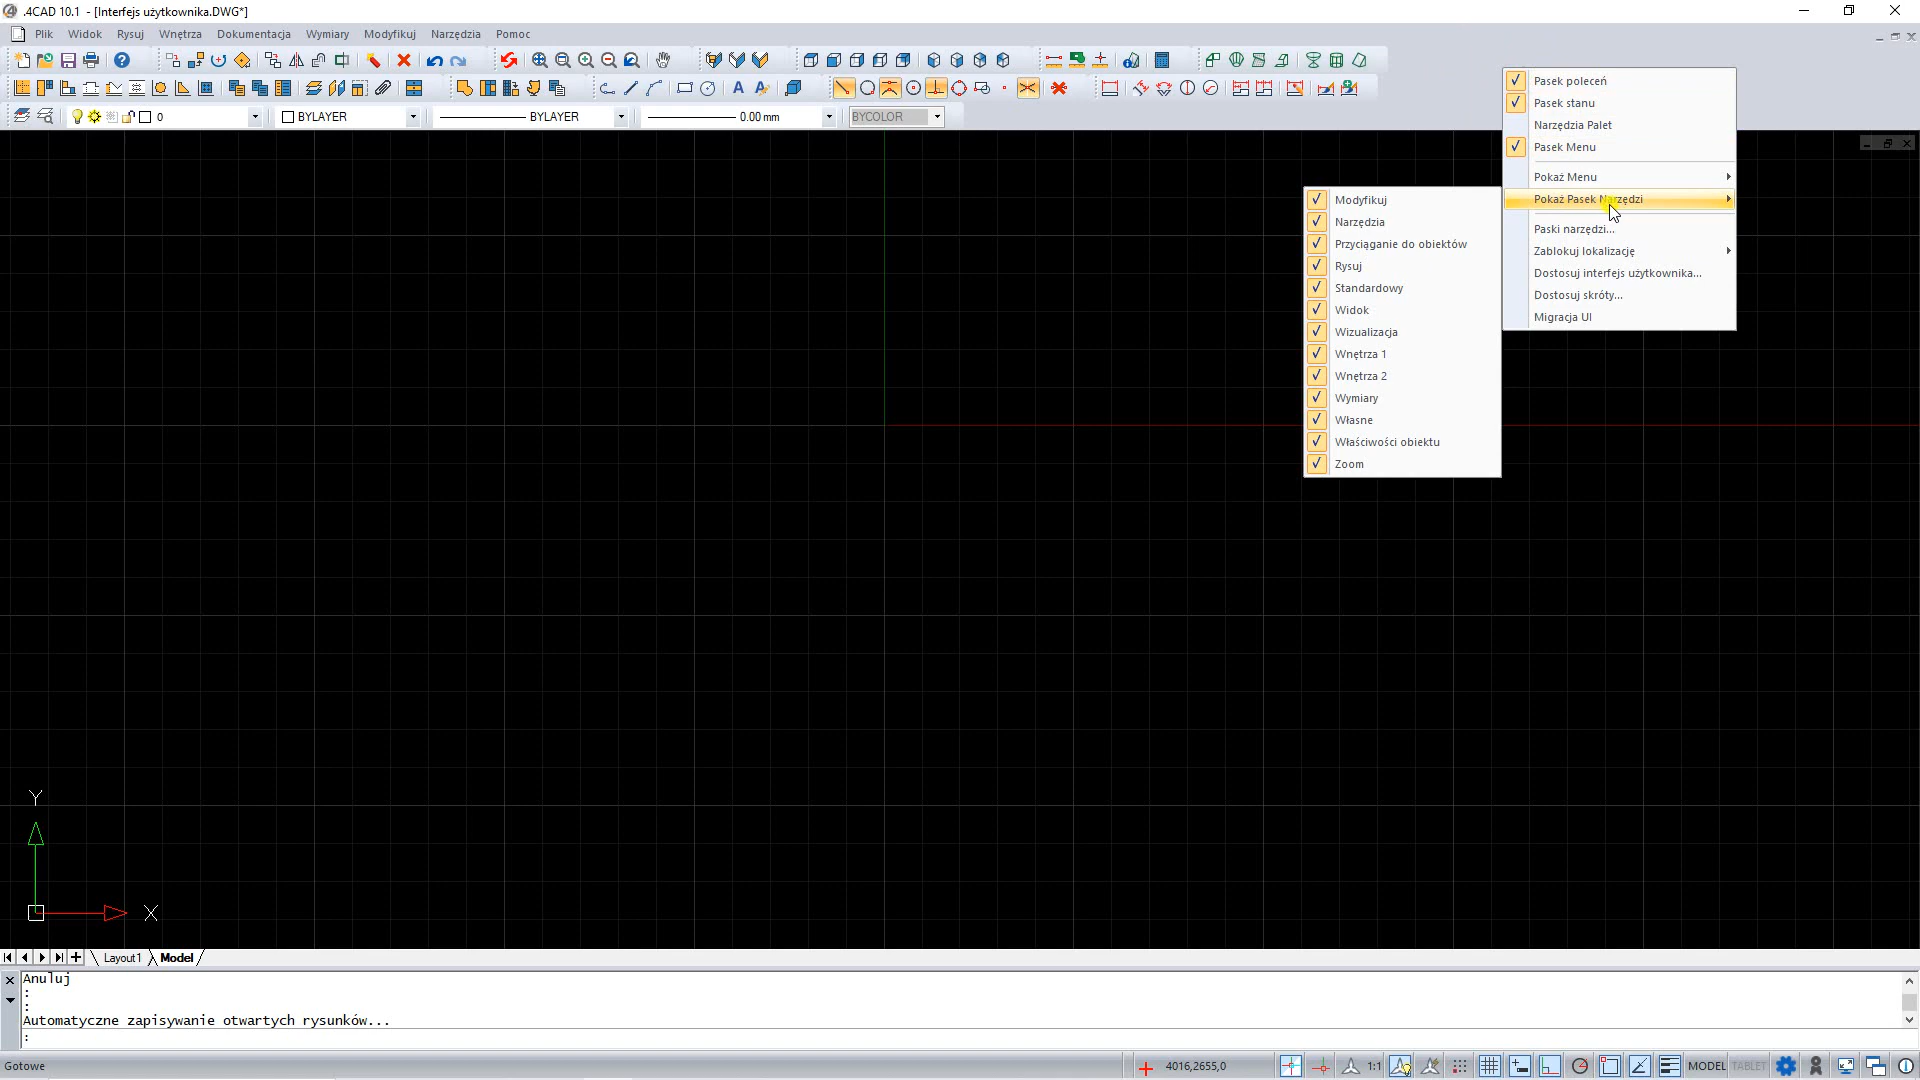 .4CAD 10.1 - [Interfejs użytkownika.DWG*]
Plik Widok Rysuj Wnętrza Dokumentacja Wymiary Modyfikuj Narzędzia Pomoc
0 BYLAYER BYLAYER 0.00 mm BYCOLOR
Pasek poleceń
Pasek stanu
Narzędzia Palet
Pasek Menu
Pokaż Menu
Pokaż Pasek Narzędzi
Paski narzędzi...
Zablokuj lokalizację
Dostosuj interfejs użytkownika...
Dostosuj skróty...
Migracja UI
Modyfikuj
Narzędzia
Przyciąganie do obiektów
Rysuj
Standardowy
Widok
Wizualizacja
Wnętrza 1
Wnętrza 2
Wymiary
Własne
Właściwości obiektu
Zoom
Y
X
Layout1 Model
Anuluj
:
:
Automatyczne zapisywanie otwartych rysunków...
:
Gotowe 4016,2655,0 1:1 MODEL TABLET